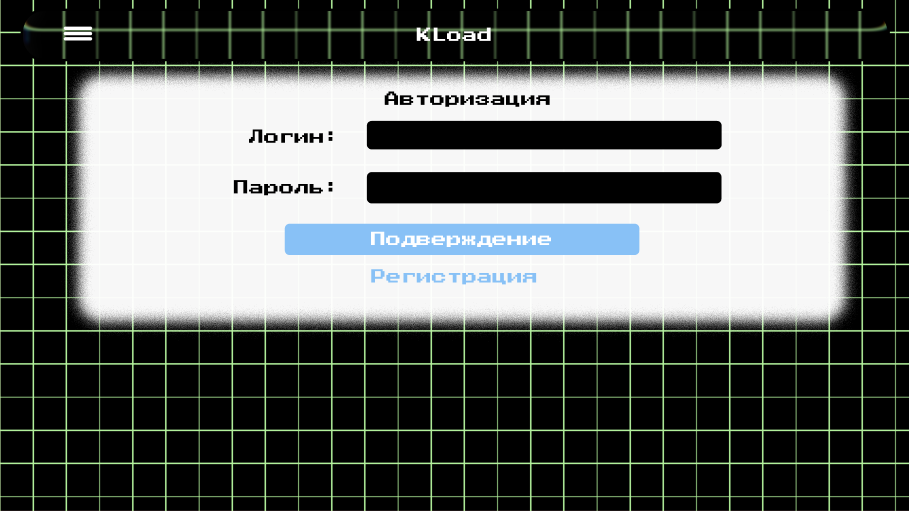 KLoad
Авторизация
Логин:
Пароль:
Подверждение
Регистрация